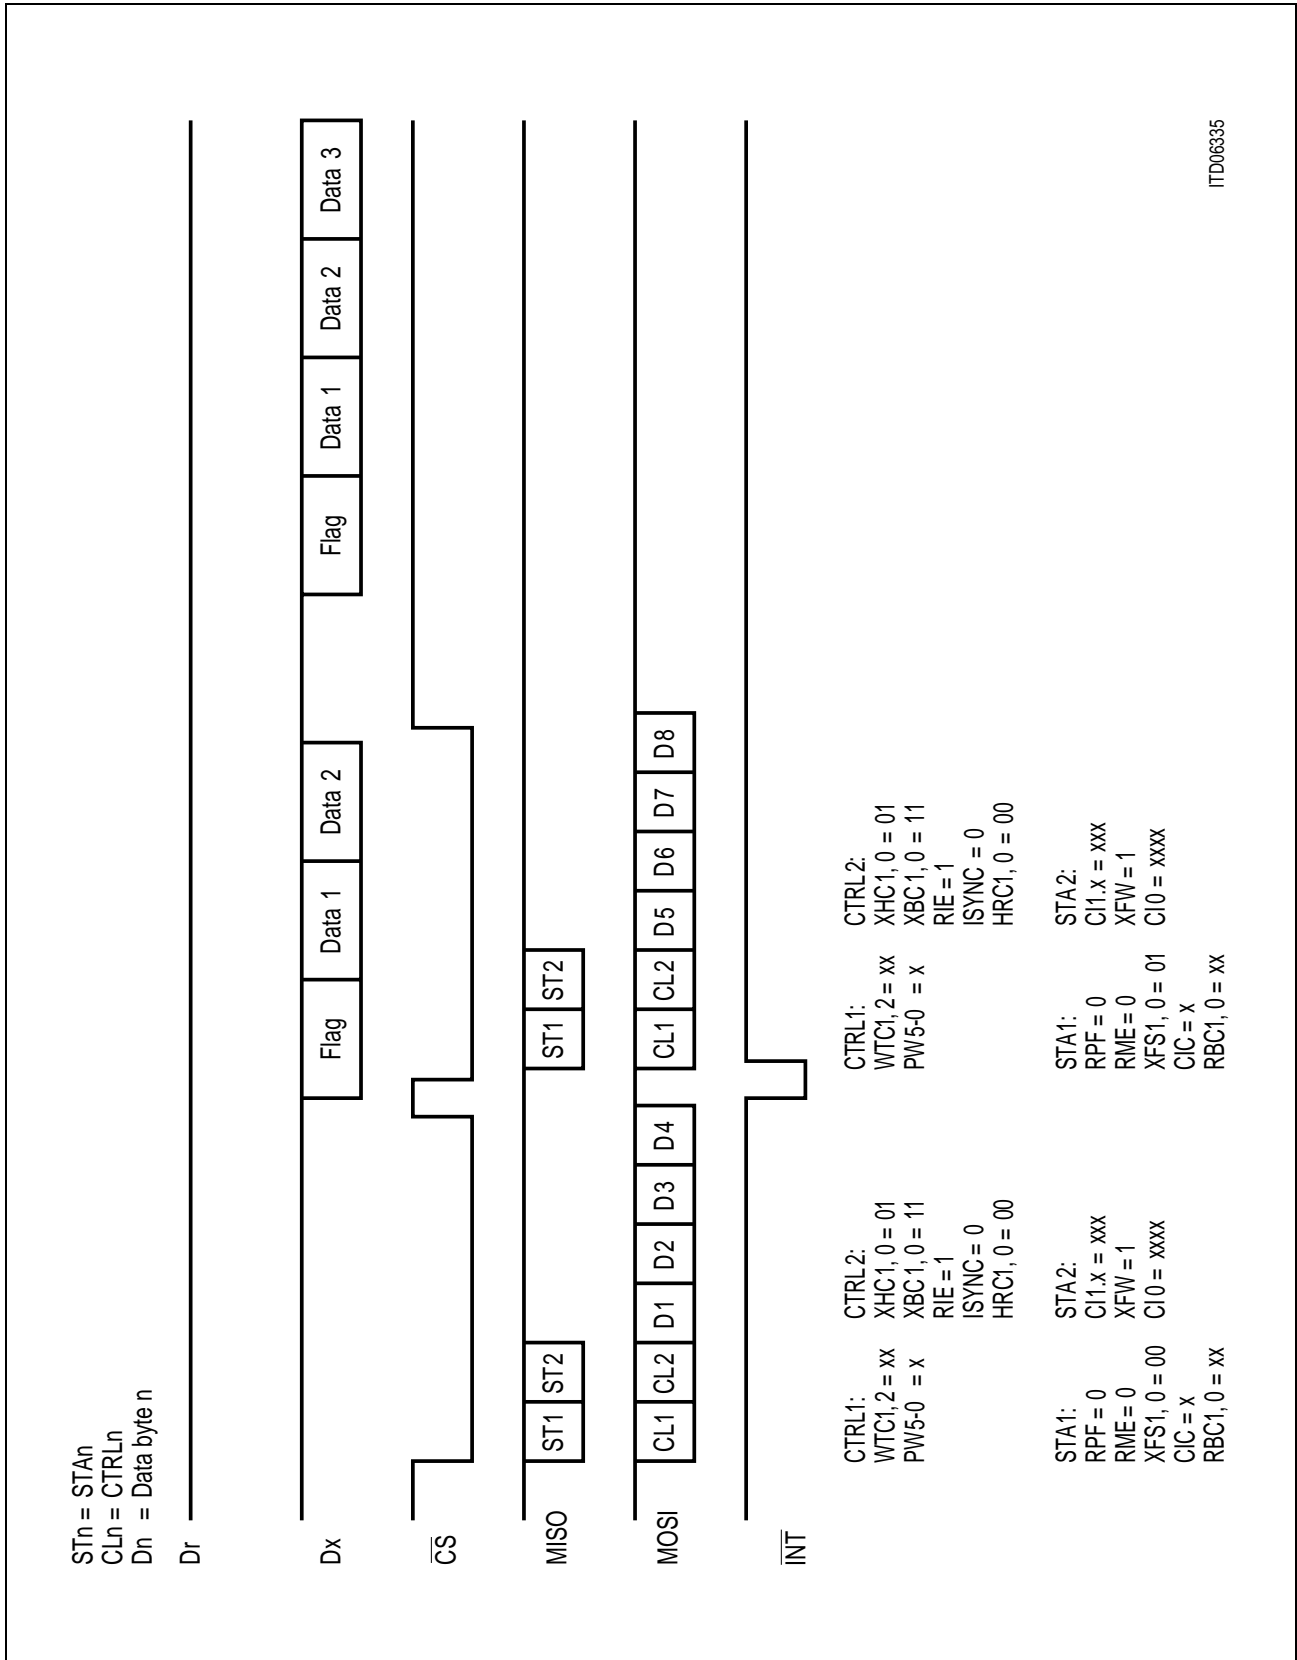 STn = STAn
CLn = CTRLn
Dn = Data byte n
Dr
Dx
Flag Data 1 Data 2 Flag Data 1 Data 2 Data 3
CS
MISO
ST1 ST2 ST1 ST2
MOSI
CL1 CL2 D1 D2 D3 D4 CL1 CL2 D5 D6 D7 D8
INT
CTRL1:
WTC1, 2 = xx
PW5-0 = x
CTRL2:
XHC1, 0 = 01
XBC1, 0 = 11
RIE = 1
ISYNC = 0
HRC1, 0 = 00
CTRL1:
WTC1, 2 = xx
PW5-0 = x
CTRL2:
XHC1, 0 = 01
XBC1, 0 = 11
RIE = 1
ISYNC = 0
HRC1, 0 = 00
STA1:
RPF = 0
RME = 0
XFS1, 0 = 00
CIC = x
RBC1, 0 = xx
STA2:
CI1.x = xxx
XFW = 1
CI0 = xxxx
STA1:
RPF = 0
RME = 0
XFS1, 0 = 01
CIC = x
RBC1, 0 = xx
STA2:
CI1.x = xxx
XFW = 1
CI0 = xxxx
ITD06335